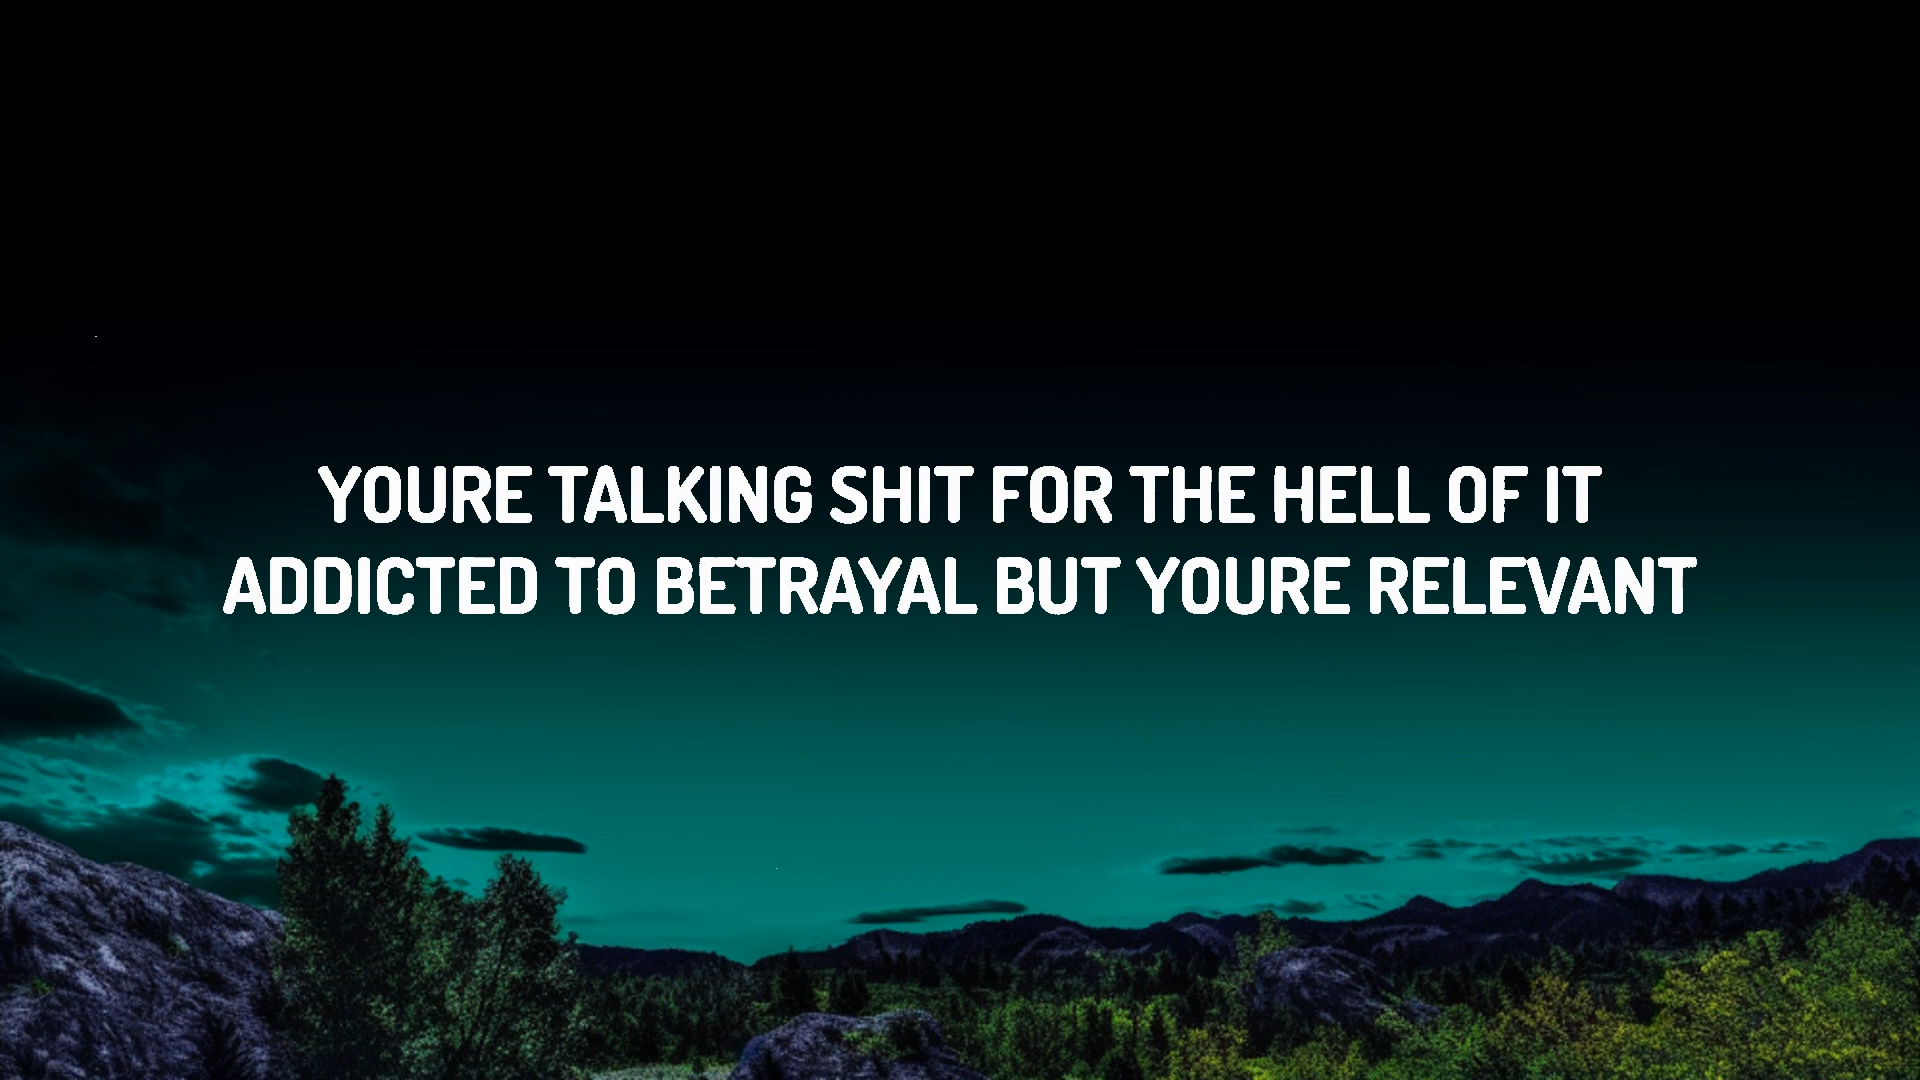 YOURE TALKING SHIT FOR THE HELL OF IT
ADDICTED TO BETRAYAL BUT YOURE RELEVANT